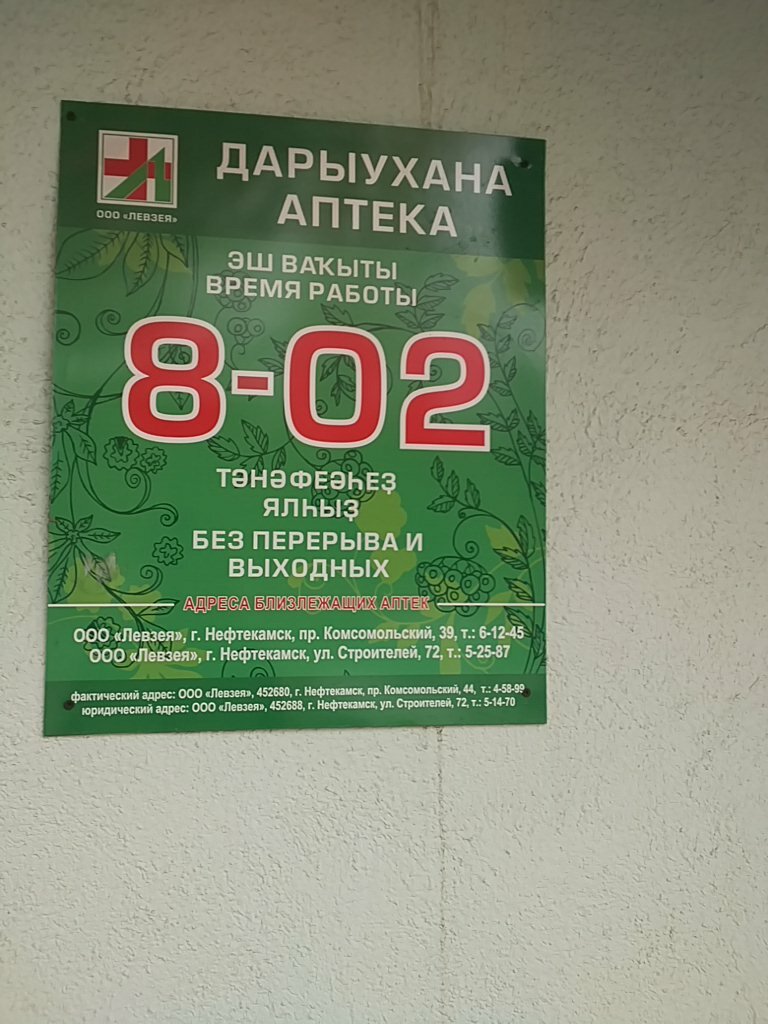 ДАРЫУХАНА
АПТЕКА
ООО «ЛЕВЗЕЯ»
ЭШ ВАҠЫТЫ
ВРЕМЯ РАБОТЫ
8-02
ТӘНӘФЕСӘҺЕҘ
ЯЛҺЫҘ
БЕЗ ПЕРЕРЫВА И
ВЫХОДНЫХ
АДРЕСА БЛИЗЛЕЖАЩИХ АПТЕК
ООО «Левзея», г. Нефтекамск, пр. Комсомольский, 39, т.: 6-12-45
ООО «Левзея», г. Нефтекамск, ул. Строителей, 72, т.: 5-25-87
фактический адрес: ООО «Левзея», 452680, г. Нефтекамск, пр. Комсомольский, 44, т.: 4-58-99
юридический адрес: ООО «Левзея», 452688, г. Нефтекамск, ул. Строителей, 72, т.: 5-14-70